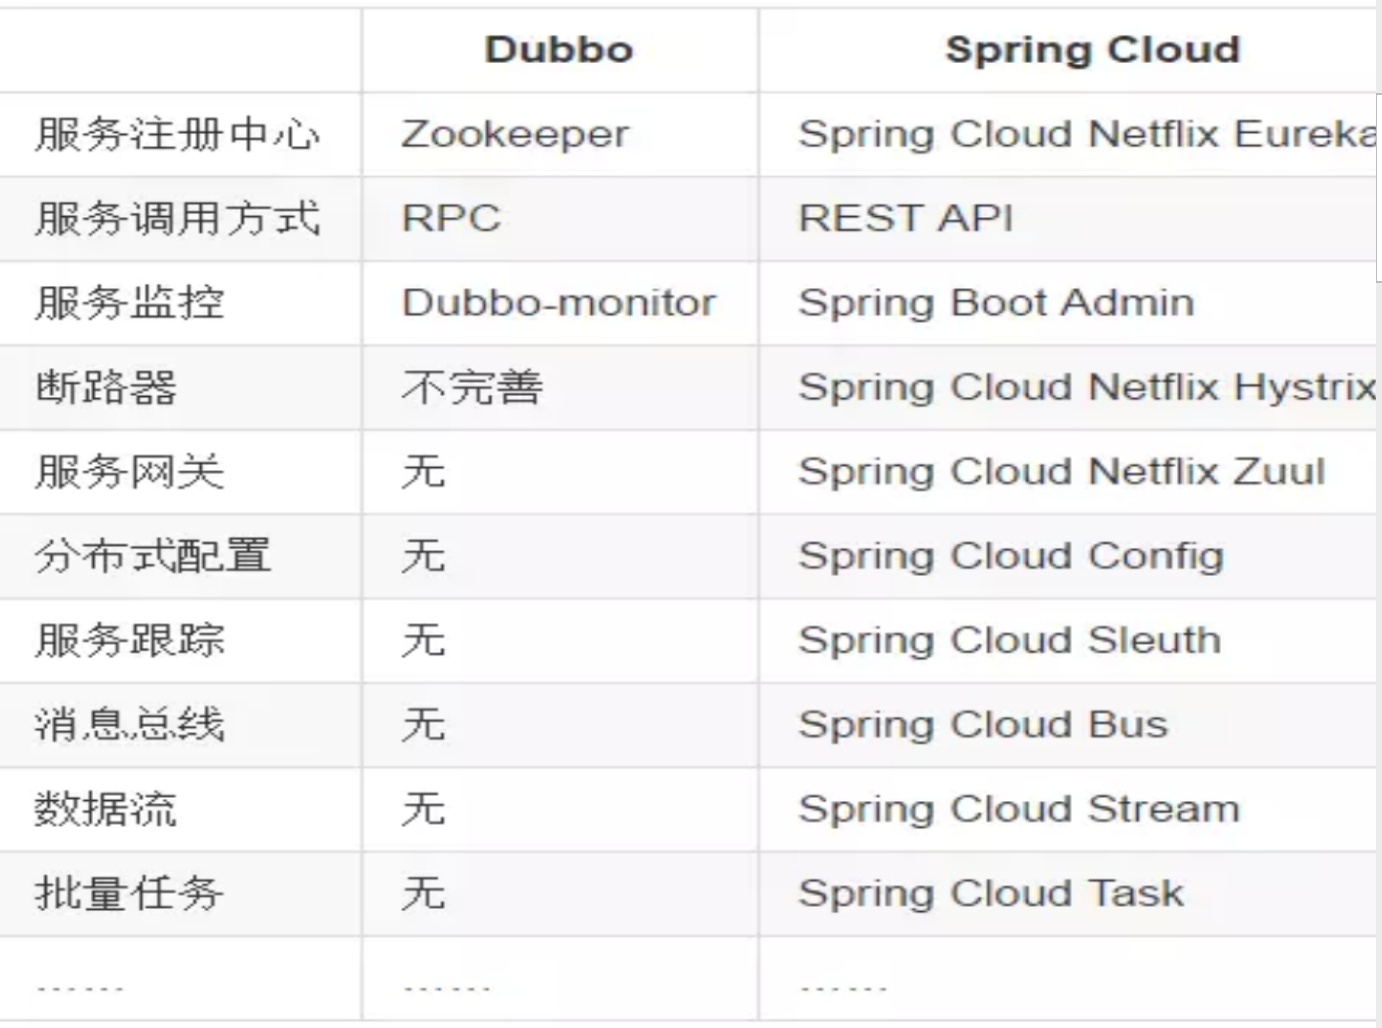 Dubbo Spring Cloud
服务注册中心 Zookeeper Spring Cloud Netflix Eureka
服务调用方式 RPC REST API
服务监控 Dubbo-monitor Spring Boot Admin
断路器 不完善 Spring Cloud Netflix Hystrix
服务网关 无 Spring Cloud Netflix Zuul
分布式配置 无 Spring Cloud Config
服务跟踪 无 Spring Cloud Sleuth
消息总线 无 Spring Cloud Bus
数据流 无 Spring Cloud Stream
批量任务 无 Spring Cloud Task
…… …… ……